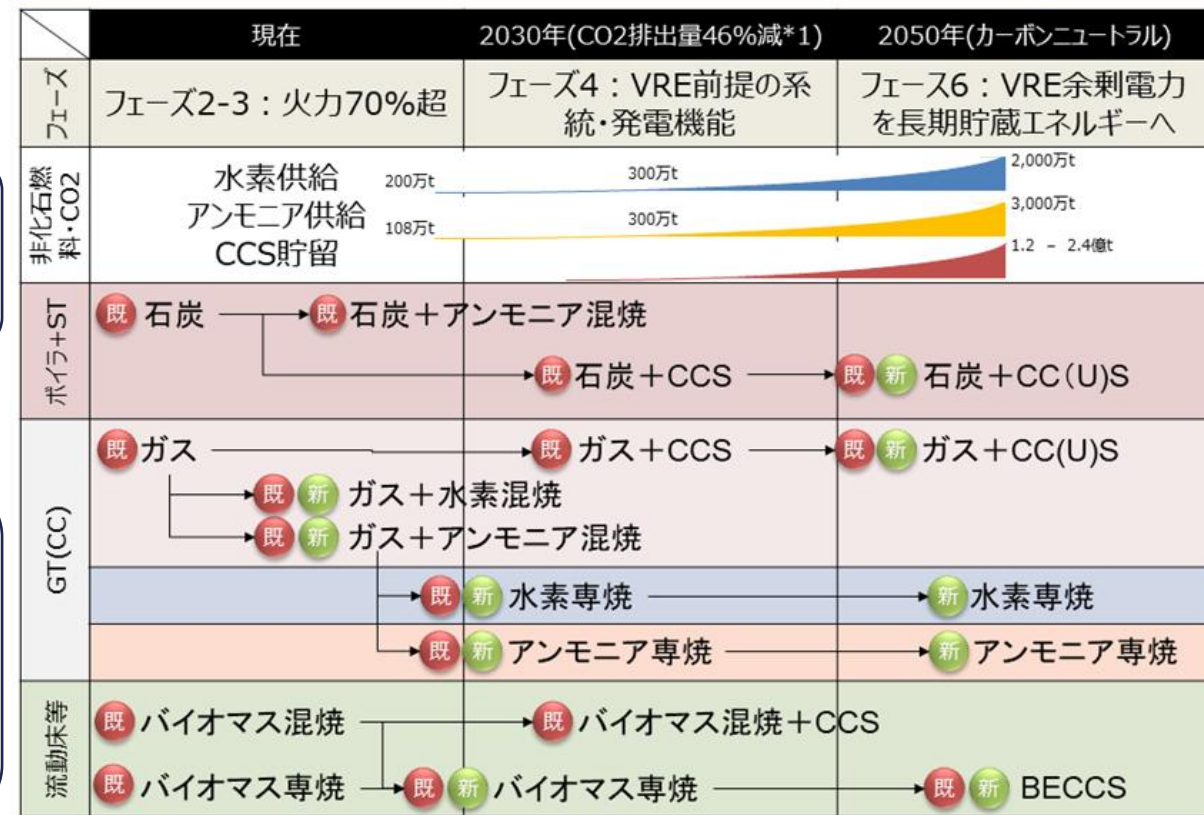 現在
2030年(CO2排出量46%減*1)
2050年(カーボンニュートラル)
フェーズ
フェーズ2-3：火力70%超
フェーズ4：VRE前提の系
統・発電機能
フェース6：VRE余剰電力
を長期貯蔵エネルギーへ
非化石燃
料・CO2
水素供給
200万t
300万t
2,000万t
アンモニア供給
108万t
300万t
3,000万t
CCS貯留
1.2 – 2.4億t
ボイラ+ST
既 石炭
既 石炭＋アンモニア混焼
既 石炭＋CCS
既 新 石炭＋CC（U)S
GT(CC)
既 ガス
既 ガス＋CCS
既 新 ガス＋CC(U)S
既 新 ガス＋水素混焼
既 新 ガス＋アンモニア混焼
既 新 水素専焼
新 水素専焼
既 新 アンモニア専焼
新 アンモニア専焼
流動床等
既 バイオマス混焼
既 バイオマス混焼＋CCS
既 バイオマス専焼
既 新 バイオマス専焼
既 新 BECCS